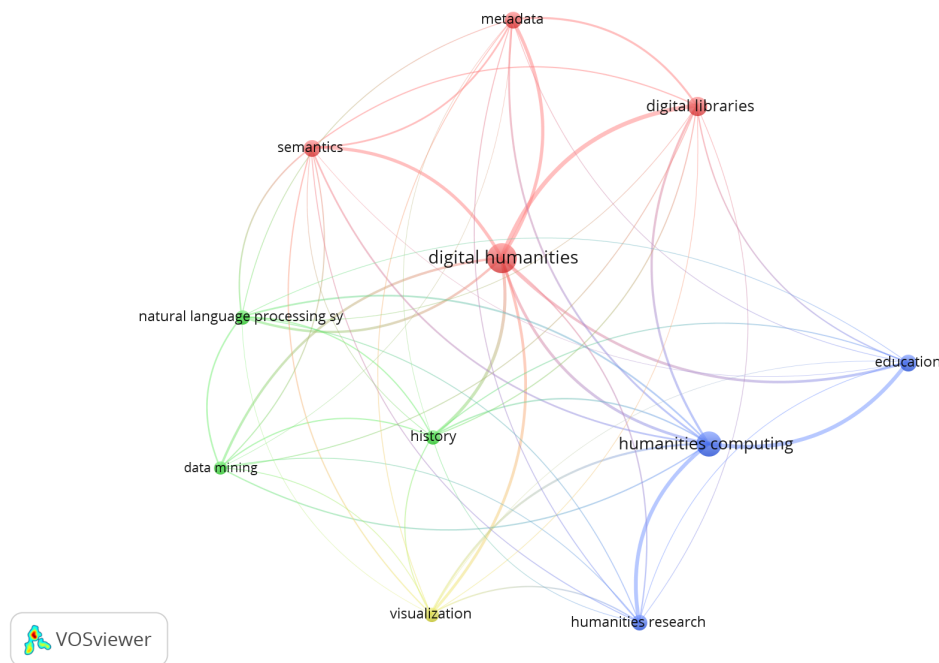 metadata
digital libraries
semantics
digital humanities
natural language processing sy
education
history
humanities computing
data mining
visualization
humanities research
VOSviewer